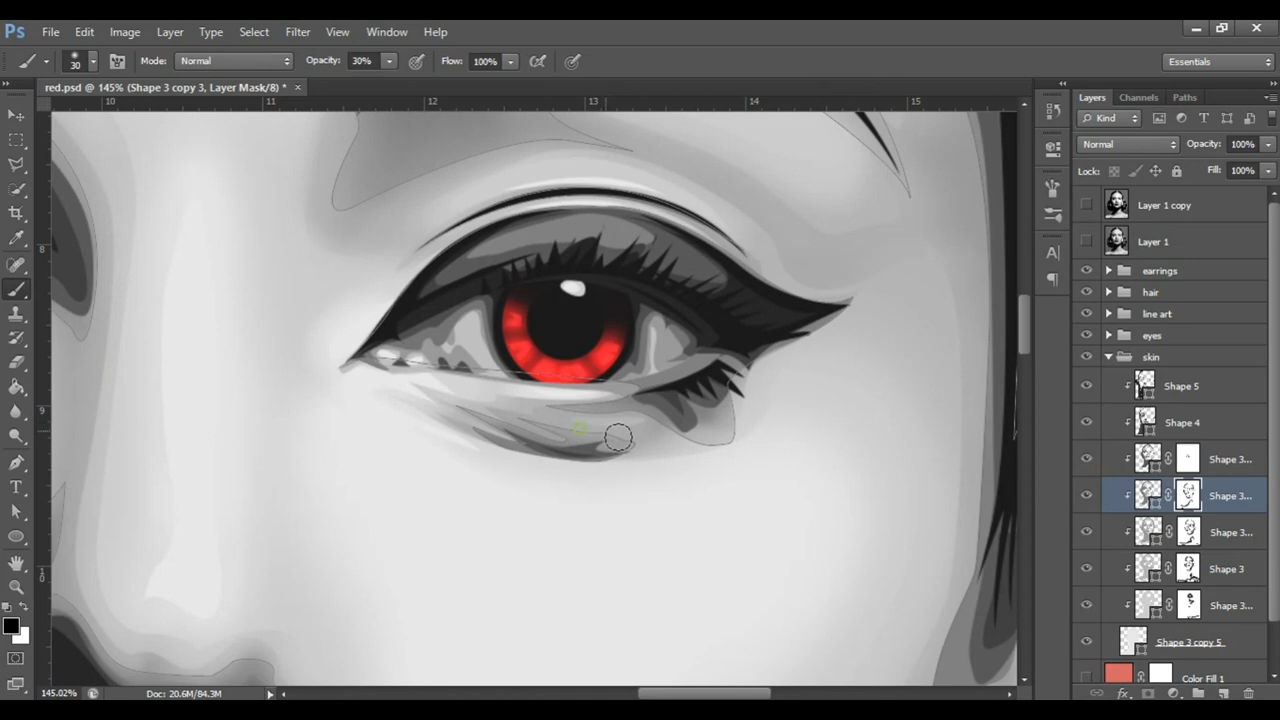 Ps File Edit Image Layer Type Select Filter View Window Help
30 Mode: Normal Opacity: 30% Flow: 100% Essentials
red.psd @ 145% (Shape 3 copy 3, Layer Mask/8) * ×
10 11 12 13 14 15
8
9
10
Layers Channels Paths
Kind
Normal Opacity: 100%
Lock: Fill: 100%
Layer 1 copy
Layer 1
earrings
hair
line art
eyes
skin
Shape 5
Shape 4
Shape 3...
Shape 3...
Shape 3...
Shape 3
Shape 3...
Shape 3 copy 5
Color Fill 1
145.02% Doc: 20.6M/84.3M